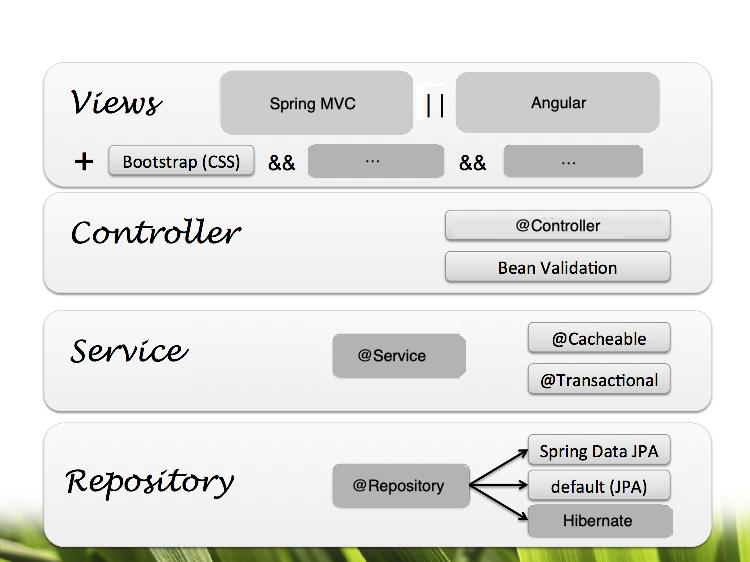 Views Spring MVC || Angular
+ Bootstrap (CSS) && ... && ...
Controller
@Controller
Bean Validation
Service
@Service
@Cacheable
@Transactional
Repository
@Repository
Spring Data JPA
default (JPA)
Hibernate